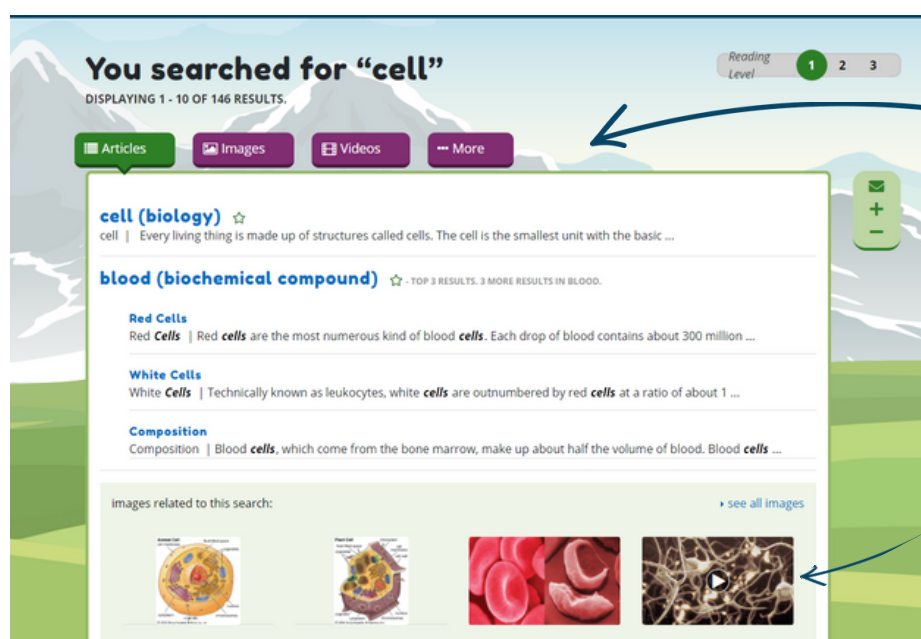 You searched for “cell”
Reading
Level
1 2 3
DISPLAYING 1 - 10 OF 146 RESULTS.
Articles Images Videos More
cell (biology)
cell | Every living thing is made up of structures called cells. The cell is the smallest unit with the basic ...
blood (biochemical compound) - TOP 3 RESULTS. 3 MORE RESULTS IN BLOOD.
Red Cells
Red Cells | Red cells are the most numerous kind of blood cells. Each drop of blood contains about 300 million ...
White Cells
White Cells | Technically known as leukocytes, white cells are outnumbered by red cells at a ratio of about 1 ...
Composition
Composition | Blood cells, which come from the bone marrow, make up about half the volume of blood. Blood cells ...
images related to this search:
see all images
Animal Cell
Plant Cell